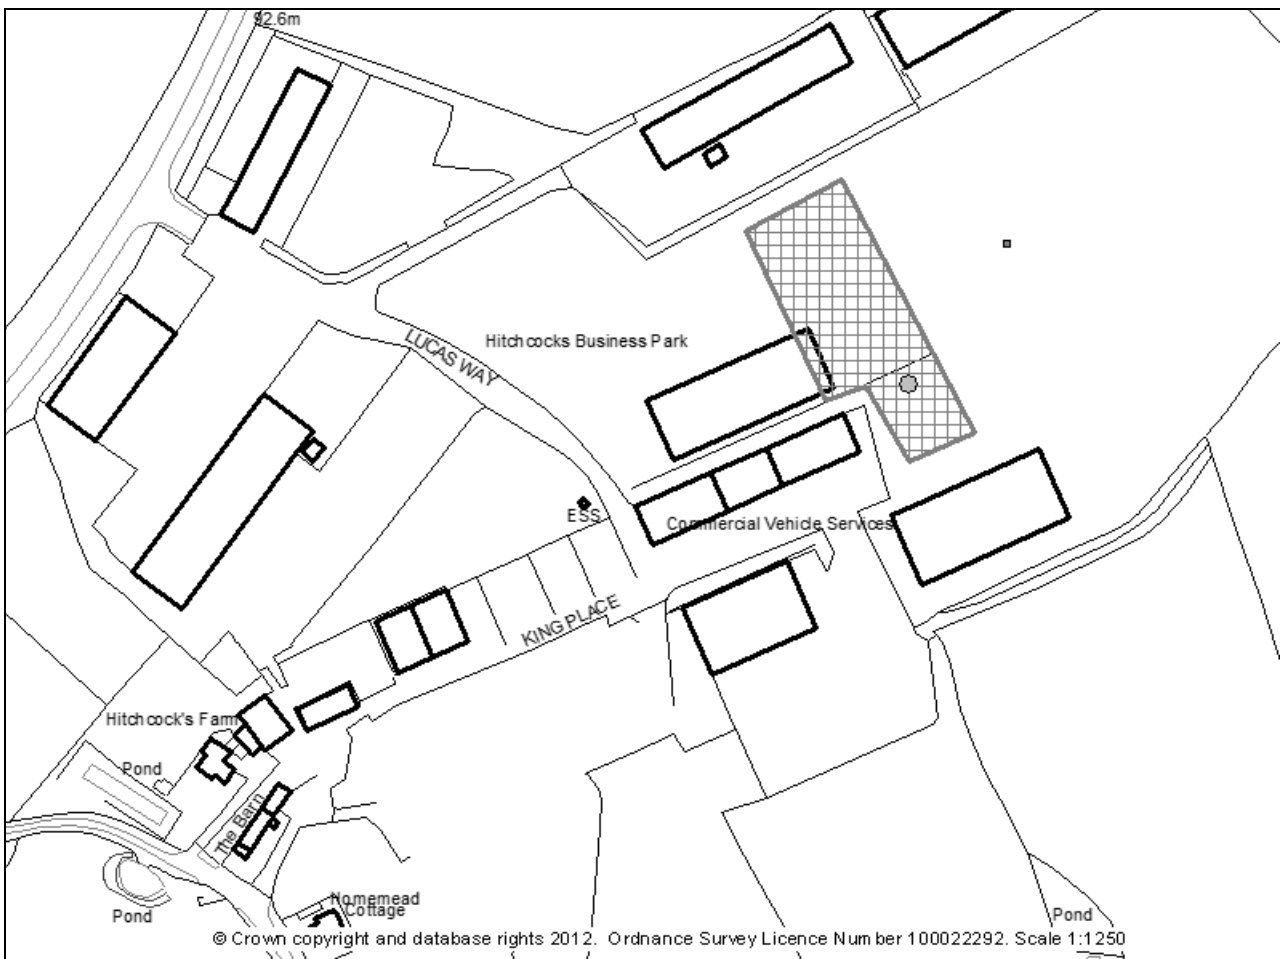 92.6m
Hitchcocks Business Park
LUCAS WAY
ESS
Commercial Vehicle Services
KING PLACE
Hitchcock's Farm
Pond
The Barn
Homemead
Cottage
Pond
Pond
© Crown copyright and database rights 2012. Ordnance Survey Licence Number 100022292. Scale 1:1250